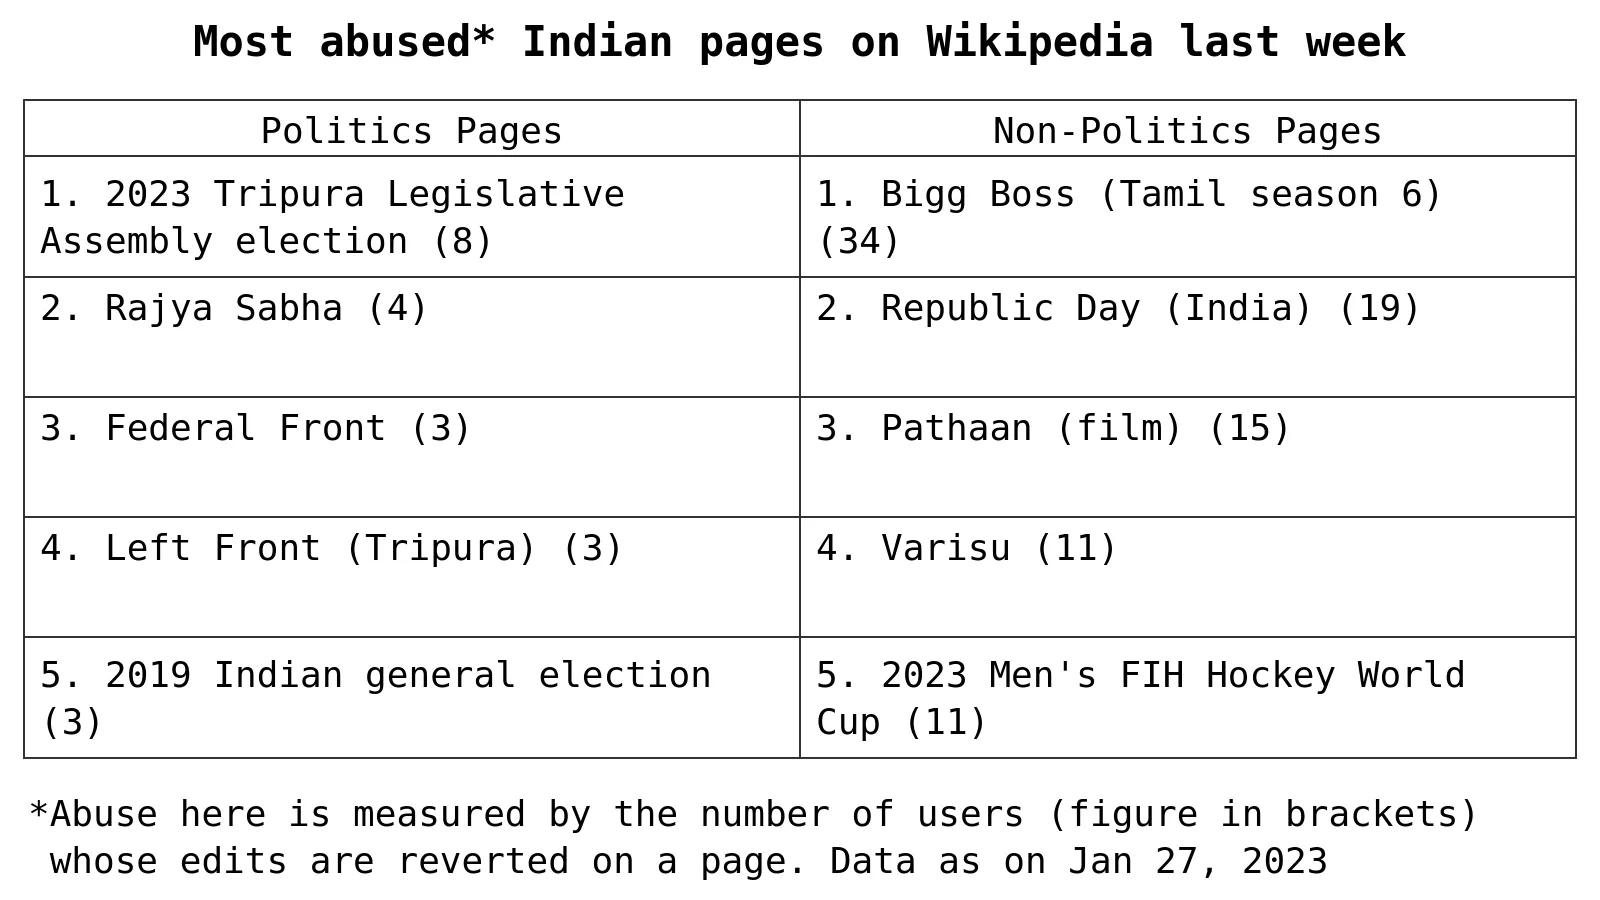 Most abused* Indian pages on Wikipedia last week
Politics Pages
Non-Politics Pages
1. 2023 Tripura Legislative
Assembly election (8)
1. Bigg Boss (Tamil season 6)
(34)
2. Rajya Sabha (4)
2. Republic Day (India) (19)
3. Federal Front (3)
3. Pathaan (film) (15)
4. Left Front (Tripura) (3)
4. Varisu (11)
5. 2019 Indian general election
(3)
5. 2023 Men's FIH Hockey World
Cup (11)
*Abuse here is measured by the number of users (figure in brackets)
whose edits are reverted on a page. Data as on Jan 27, 2023